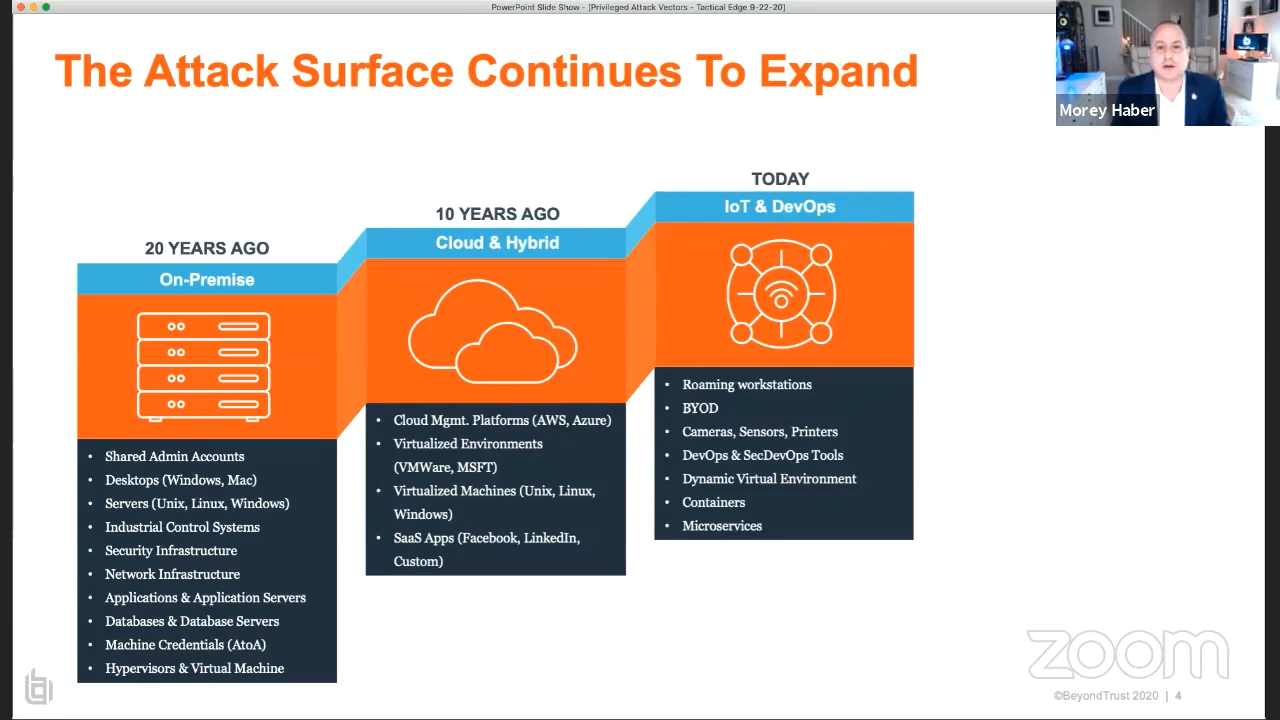 PowerPoint Slide Show - [Privileged Attack Vectors - Tactical Edge 9-22-20]
The Attack Surface Continues To Expand
Morey Haber
20 YEARS AGO
On-Premise
• Shared Admin Accounts
• Desktops (Windows, Mac)
• Servers (Unix, Linux, Windows)
• Industrial Control Systems
• Security Infrastructure
• Network Infrastructure
• Applications & Application Servers
• Databases & Database Servers
• Machine Credentials (AtoA)
• Hypervisors & Virtual Machine
10 YEARS AGO
Cloud & Hybrid
• Cloud Mgmt. Platforms (AWS, Azure)
• Virtualized Environments
(VMWare, MSFT)
• Virtualized Machines (Unix, Linux,
Windows)
• SaaS Apps (Facebook, LinkedIn,
Custom)
TODAY
IoT & DevOps
• Roaming workstations
• BYOD
• Cameras, Sensors, Printers
• DevOps & SecDevOps Tools
• Dynamic Virtual Environment
• Containers
• Microservices
zoom
©BeyondTrust 2020 | 4